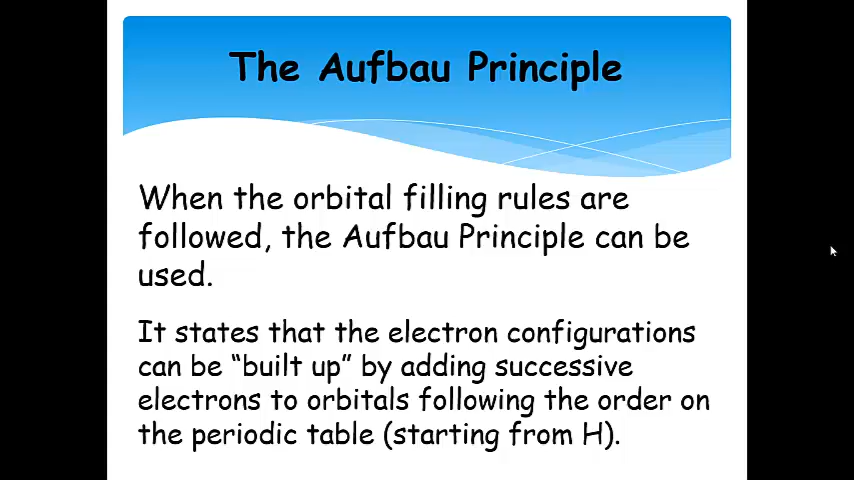 The Aufbau Principle
When the orbital filling rules are
followed, the Aufbau Principle can be
used.
It states that the electron configurations
can be “built up” by adding successive
electrons to orbitals following the order on
the periodic table (starting from H).